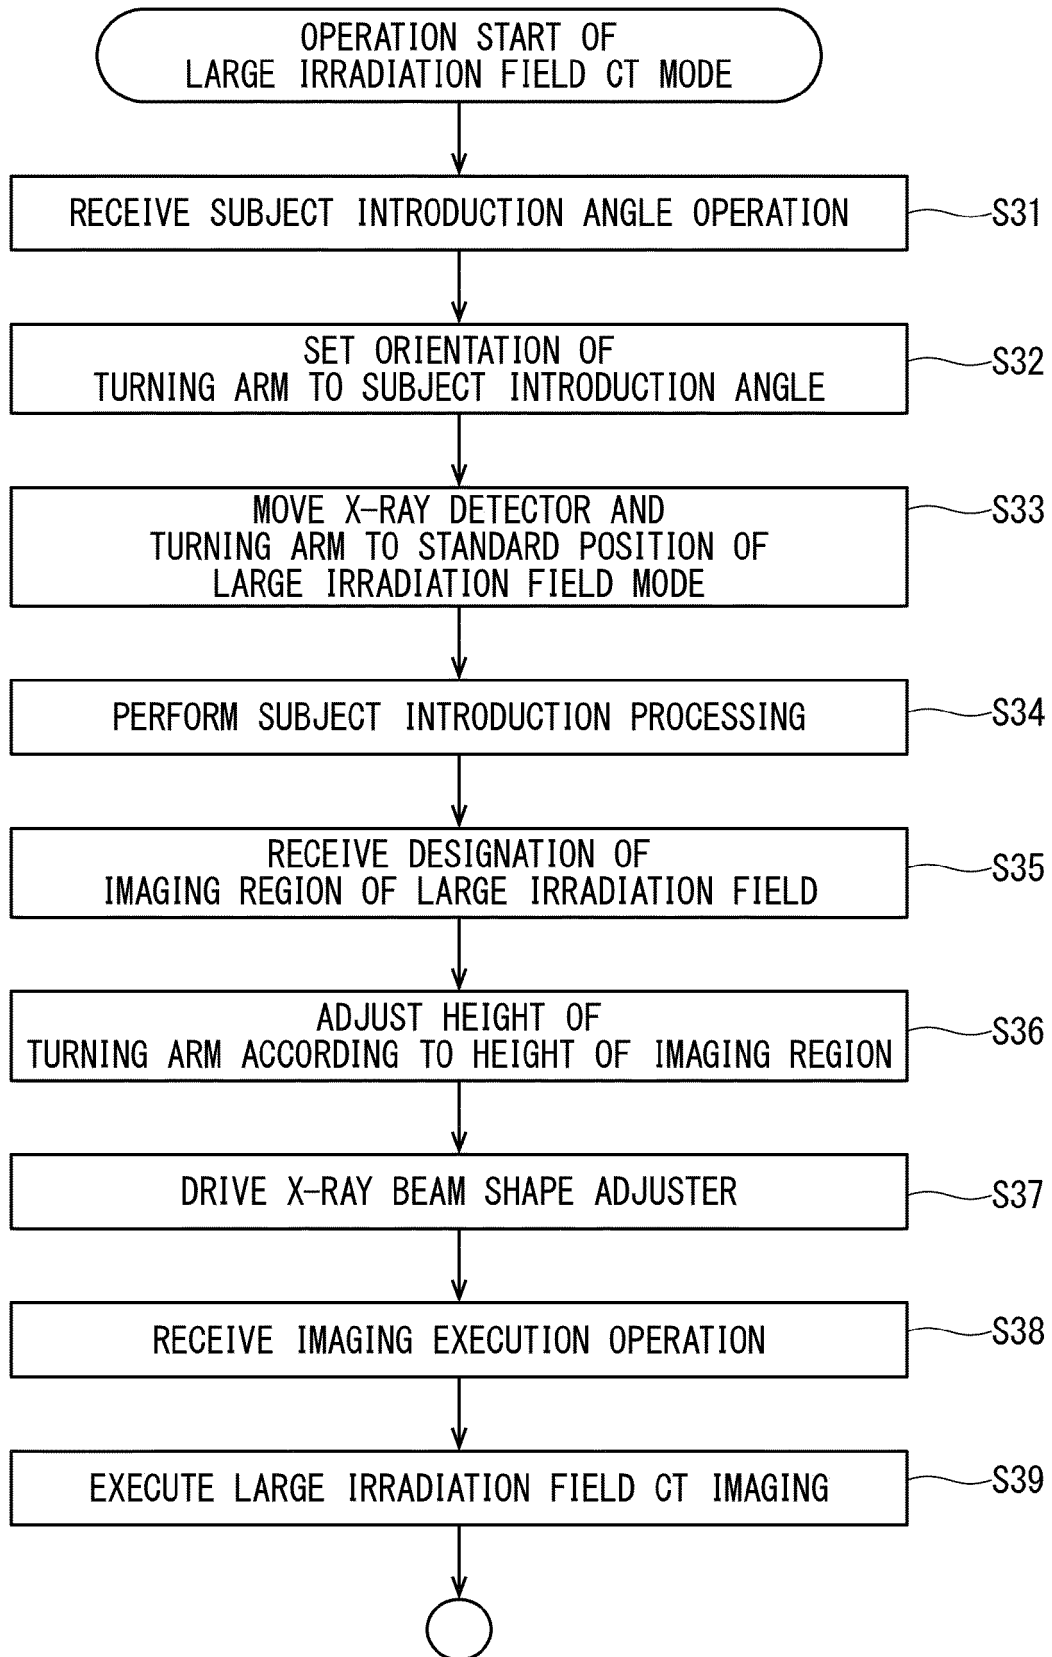 OPERATION START OF
LARGE IRRADIATION FIELD CT MODE
RECEIVE SUBJECT INTRODUCTION ANGLE OPERATION
S31
SET ORIENTATION OF
TURNING ARM TO SUBJECT INTRODUCTION ANGLE
S32
MOVE X-RAY DETECTOR AND
TURNING ARM TO STANDARD POSITION OF
LARGE IRRADIATION FIELD MODE
S33
PERFORM SUBJECT INTRODUCTION PROCESSING
S34
RECEIVE DESIGNATION OF
IMAGING REGION OF LARGE IRRADIATION FIELD
S35
ADJUST HEIGHT OF
TURNING ARM ACCORDING TO HEIGHT OF IMAGING REGION
S36
DRIVE X-RAY BEAM SHAPE ADJUSTER
S37
RECEIVE IMAGING EXECUTION OPERATION
S38
EXECUTE LARGE IRRADIATION FIELD CT IMAGING
S39